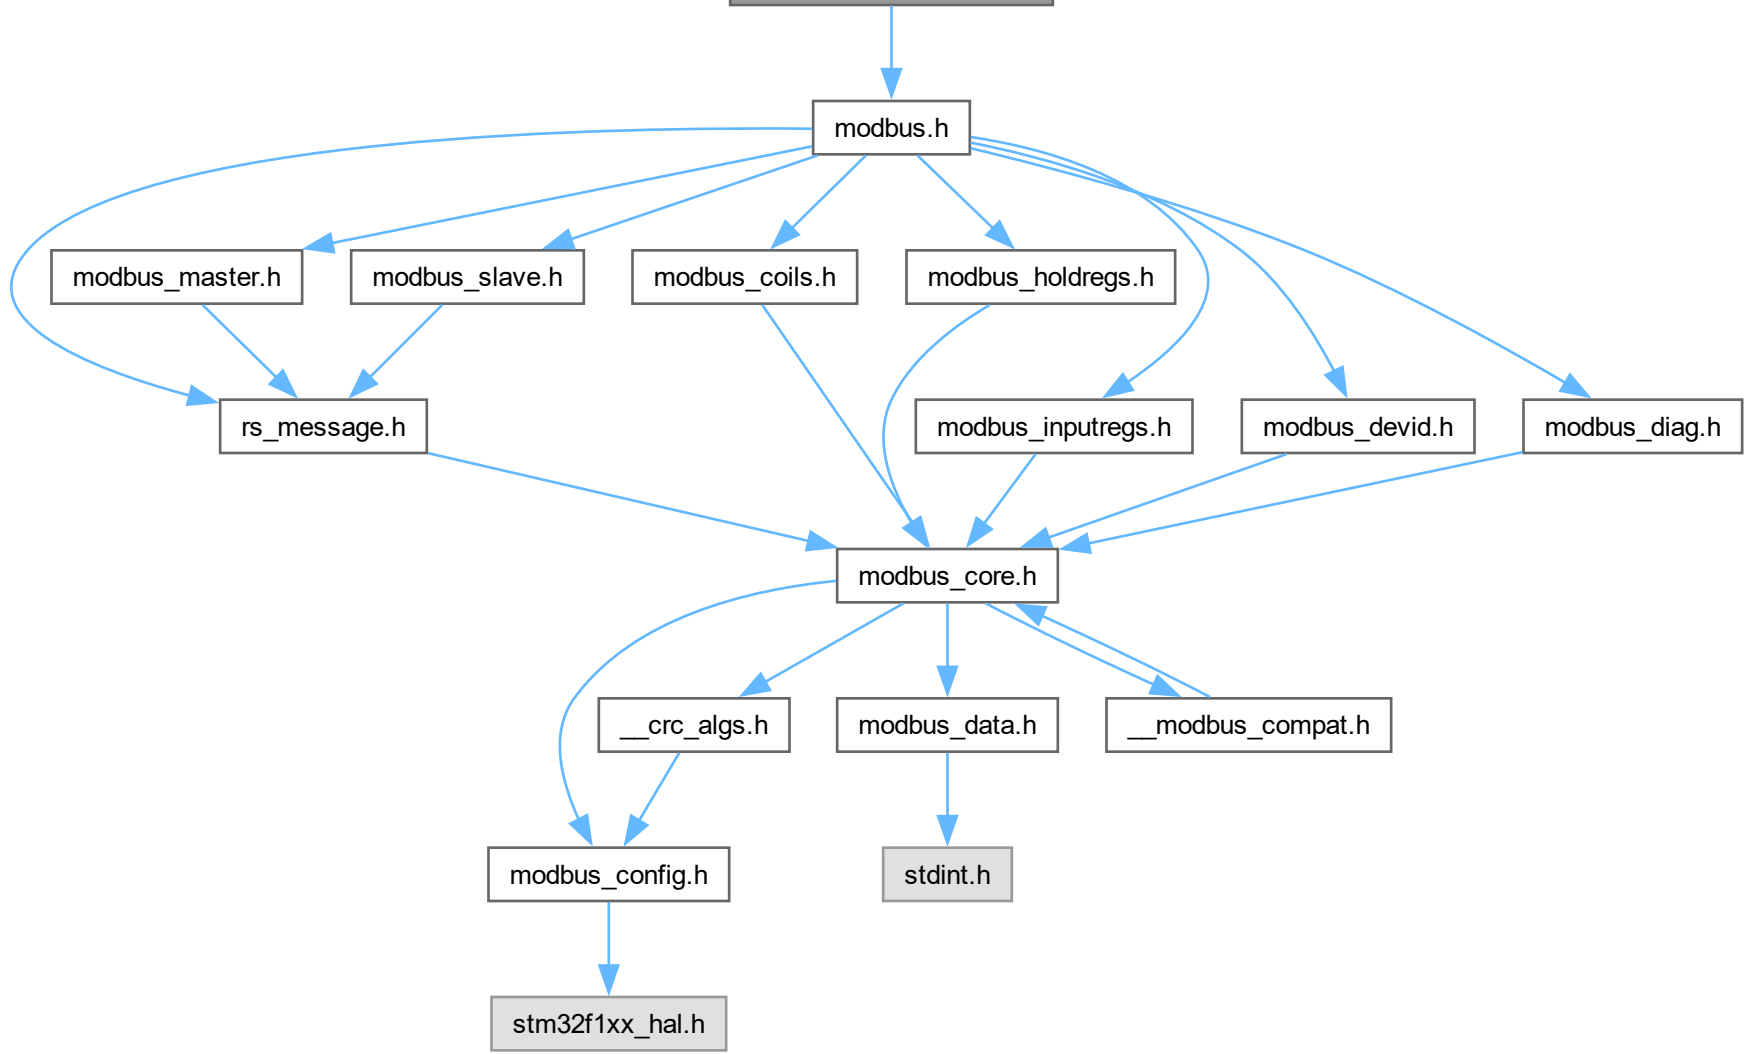 modbus.h
modbus_master.h
modbus_slave.h
modbus_coils.h
modbus_holdregs.h
rs_message.h
modbus_inputregs.h
modbus_devid.h
modbus_diag.h
modbus_core.h
__crc_algs.h
modbus_data.h
__modbus_compat.h
modbus_config.h
stdint.h
stm32f1xx_hal.h